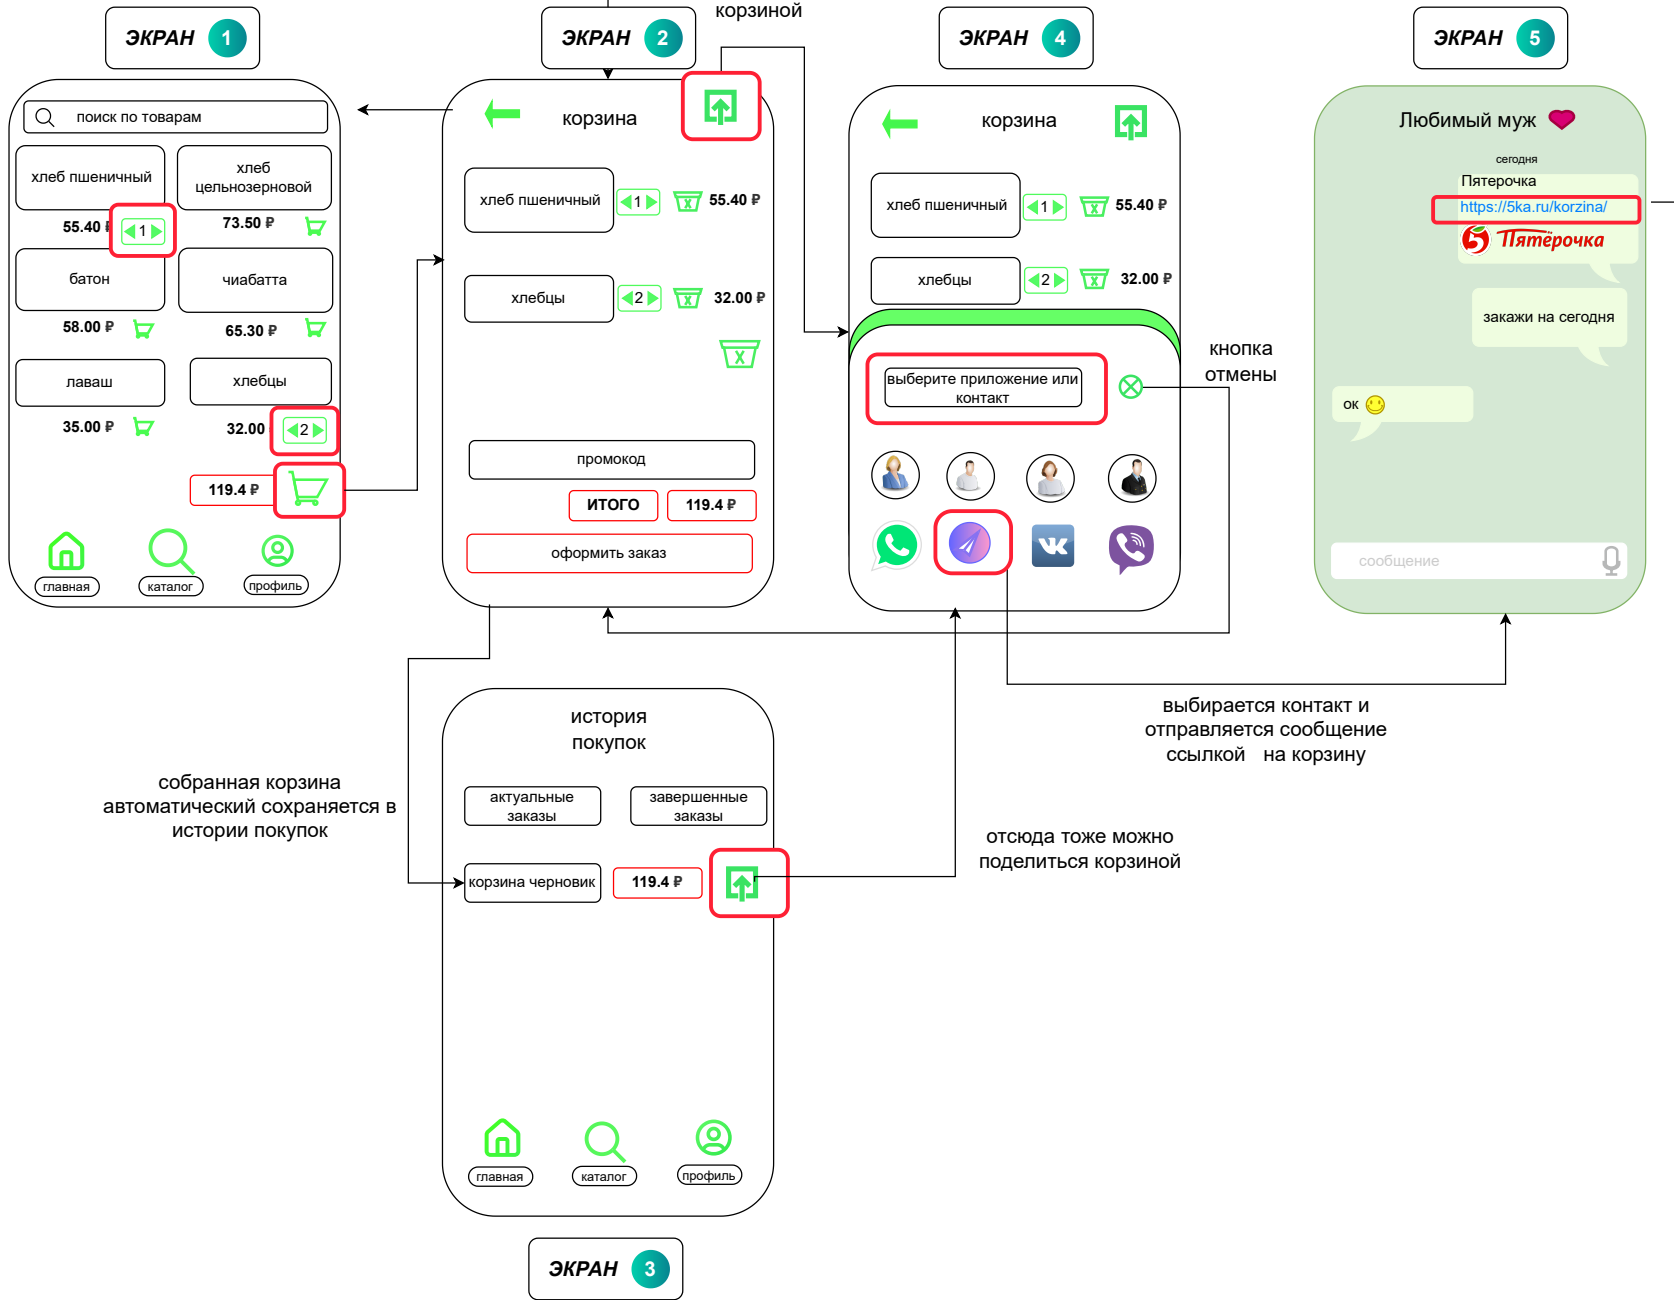 корзиной
ЭКРАН 1
поиск по товарам
хлеб пшеничный
хлеб
цельнозерновой
55.40
1
73.50 ₽
батон
чиабатта
58.00 ₽
65.30 ₽
лаваш
хлебцы
35.00 ₽
32.00
2
119.4 ₽
главная
каталог
профиль
ЭКРАН 2
корзина
хлеб пшеничный
1
X
55.40 ₽
хлебцы
2
X
32.00 ₽
X
промокод
ИТОГО
119.4 ₽
оформить заказ
ЭКРАН 4
корзина
хлеб пшеничный
1
X
55.40 ₽
хлебцы
2
X
32.00 ₽
выберите приложение или
контакт
кнопка
отмены
ЭКРАН 5
Любимый муж
сегодня
Пятерочка
https://5ka.ru/korzina/
5 Пятёрочка
закажи на сегодня
ок
сообщение
выбирается контакт и
отправляется сообщение
ссылкой на корзину
собранная корзина
автоматический сохраняется в
истории покупок
история
покупок
актуальные
заказы
завершенные
заказы
корзина черновик
119.4 ₽
отсюда тоже можно
поделиться корзиной
главная
каталог
профиль
ЭКРАН 3